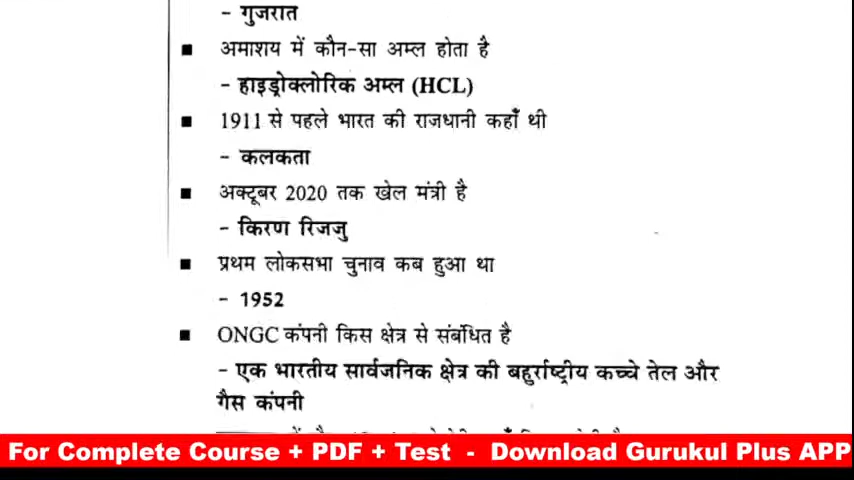 - गुजरात
■ अमाशय में कौन-सा अम्ल होता है
- हाइड्रोक्लोरिक अम्ल (HCL)
■ 1911 से पहले भारत की राजधानी कहाँ थी
- कलकता
■ अक्टूबर 2020 तक खेल मंत्री है
- किरण रिजजु
■ प्रथम लोकसभा चुनाव कब हुआ था
- 1952
■ ONGC कंपनी किस क्षेत्र से संबंधित है
- एक भारतीय सार्वजनिक क्षेत्र की बहुर्राष्ट्रीय कच्चे तेल और
गैस कंपनी
For Complete Course + PDF + Test - Download Gurukul Plus APP